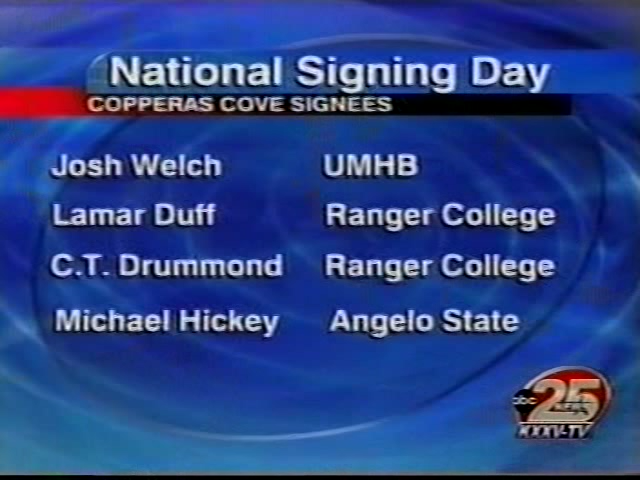 National Signing Day
COPPERAS COVE SIGNEES
Josh Welch UMHB
Lamar Duff Ranger College
C.T. Drummond Ranger College
Michael Hickey Angelo State
abc 25 NEWS
KXXV-TV